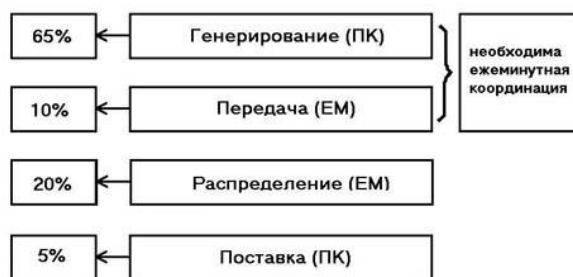 65%
Генерирование (ПК)
10%
Передача (ЕМ)
необходима
ежеминутная
координация
20%
Распределение (ЕМ)
5%
Поставка (ПК)